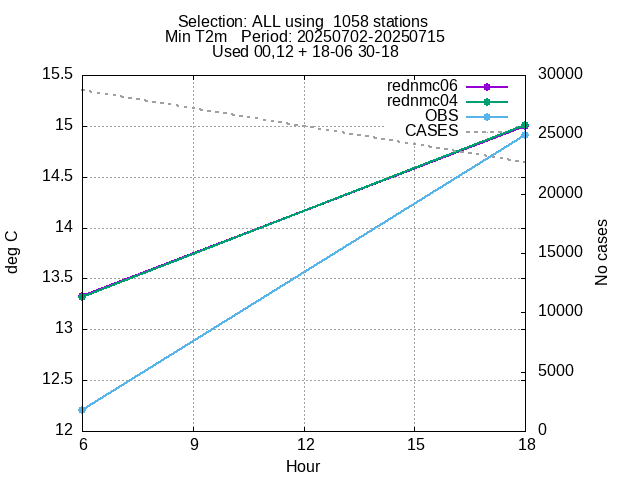 Selection: ALL using  1058 stations
Min T2m   Period: 20250702-20250715
Used 00,12 + 18-06 30-18
15.5
15
14.5
14
13.5
13
12.5
12
deg C
rednmc06
rednmc04
OBS
CASES
30000
25000
20000
15000
10000
5000
0
No cases
6 9 12 15 18
Hour